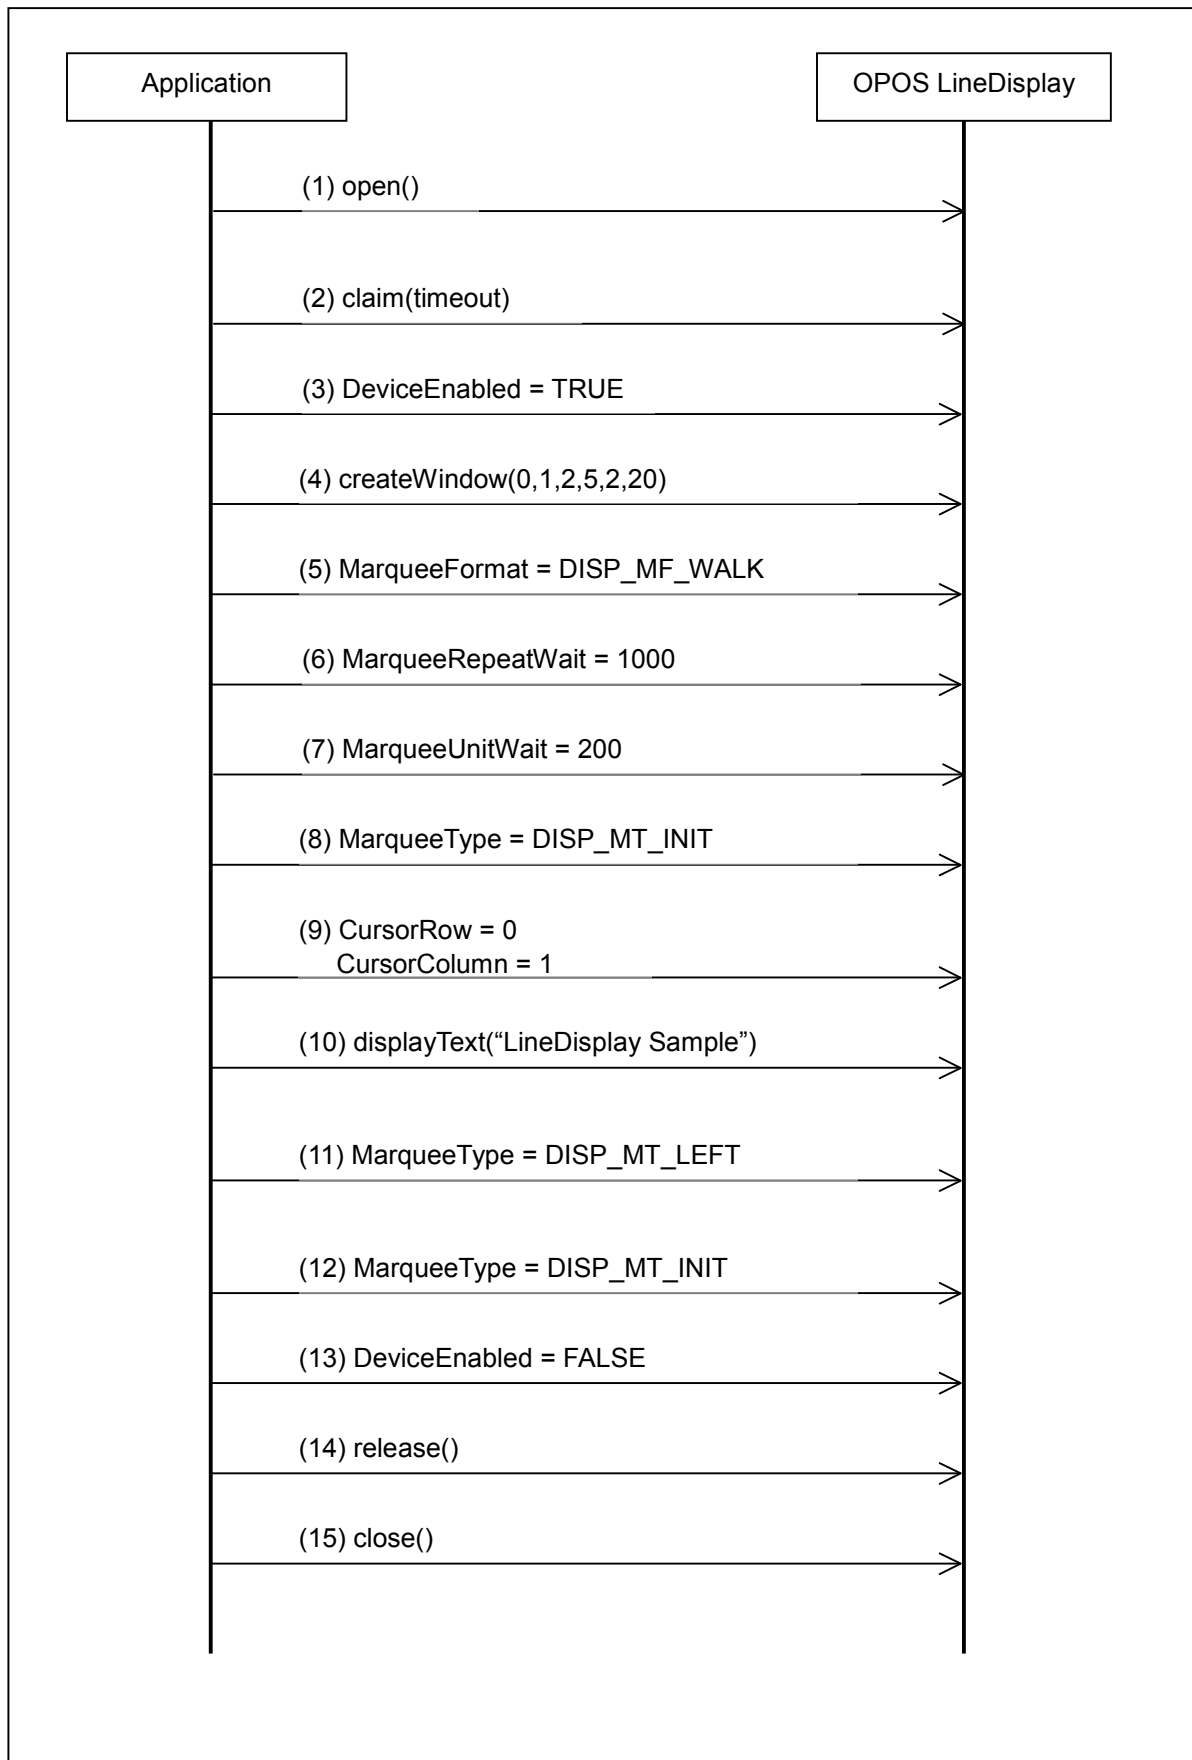 Application
OPOS LineDisplay
(1) open()
(2) claim(timeout)
(3) DeviceEnabled = TRUE
(4) createWindow(0,1,2,5,2,20)
(5) MarqueeFormat = DISP_MF_WALK
(6) MarqueeRepeatWait = 1000
(7) MarqueeUnitWait = 200
(8) MarqueeType = DISP_MT_INIT
(9) CursorRow = 0
CursorColumn = 1
(10) displayText(“LineDisplay Sample”)
(11) MarqueeType = DISP_MT_LEFT
(12) MarqueeType = DISP_MT_INIT
(13) DeviceEnabled = FALSE
(14) release()
(15) close()